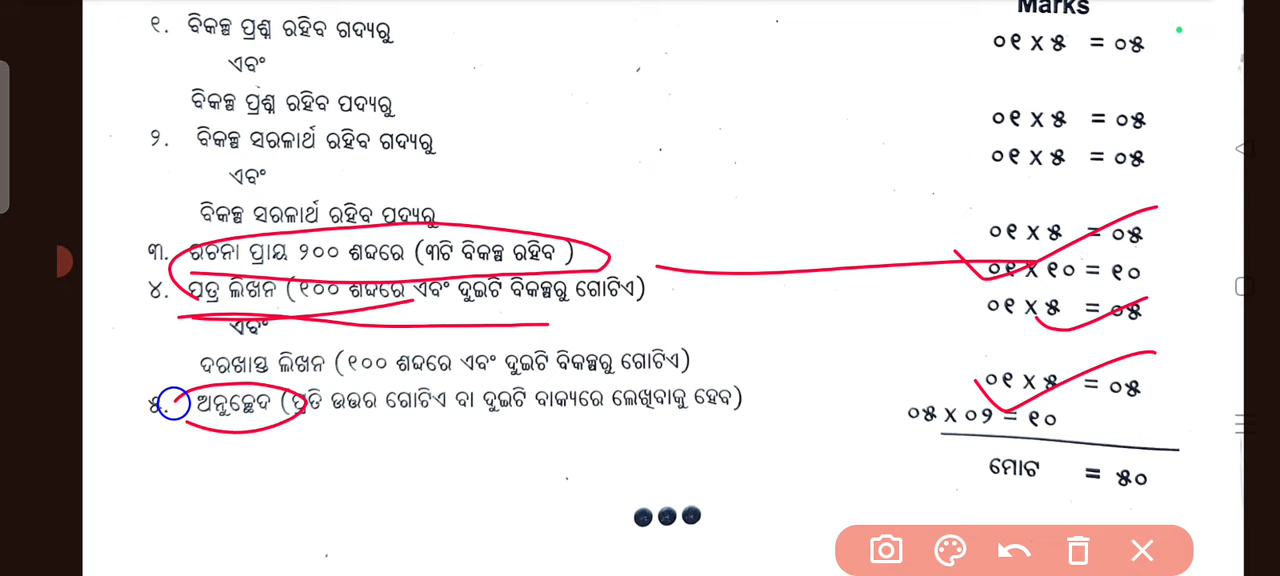 Marks
୧. ବିକଳ୍ପ ପ୍ରଶ୍ନ ରହିବ ଗଦ୍ୟରୁ ୦୧ X ୫ = ୦୫
ଏବଂ
ବିକଳ୍ପ ପ୍ରଶ୍ନ ରହିବ ପଦ୍ୟରୁ ୦୧ X ୫ = ୦୫
୨. ବିକଳ୍ପ ସରଳାର୍ଥ ରହିବ ଗଦ୍ୟରୁ ୦୧ X ୫ = ୦୫
ଏବଂ
ବିକଳ୍ପ ସରଳାର୍ଥ ରହିବ ପଦ୍ୟରୁ ୦୧ X ୫ = ୦୫
୩. ରଚନା ପ୍ରାୟ ୨୦୦ ଶବ୍ଦରେ (୩ଟି ବିକଳ୍ପ ରହିବ) ୦୧ X ୧୦ = ୧୦
୪. ପତ୍ର ଲିଖନ (୧୦୦ ଶବ୍ଦରେ ଏବଂ ଦୁଇଟି ବିକଳ୍ପରୁ ଗୋଟିଏ) ୦୧ X ୫ = ୦୫
ଏବଂ
ଦରଖାସ୍ତ ଲିଖନ (୧୦୦ ଶବ୍ଦରେ ଏବଂ ଦୁଇଟି ବିକଳ୍ପରୁ ଗୋଟିଏ) ୦୧ X ୫ = ୦୫
୫. ଅନୁଚ୍ଛେଦ (ପ୍ରତି ଉତ୍ତର ଗୋଟିଏ ବା ଦୁଇଟି ବାକ୍ୟରେ ଲେଖିବାକୁ ହେବ) ୦୫ X ୦୨ = ୧୦
ମୋଟ = ୫୦